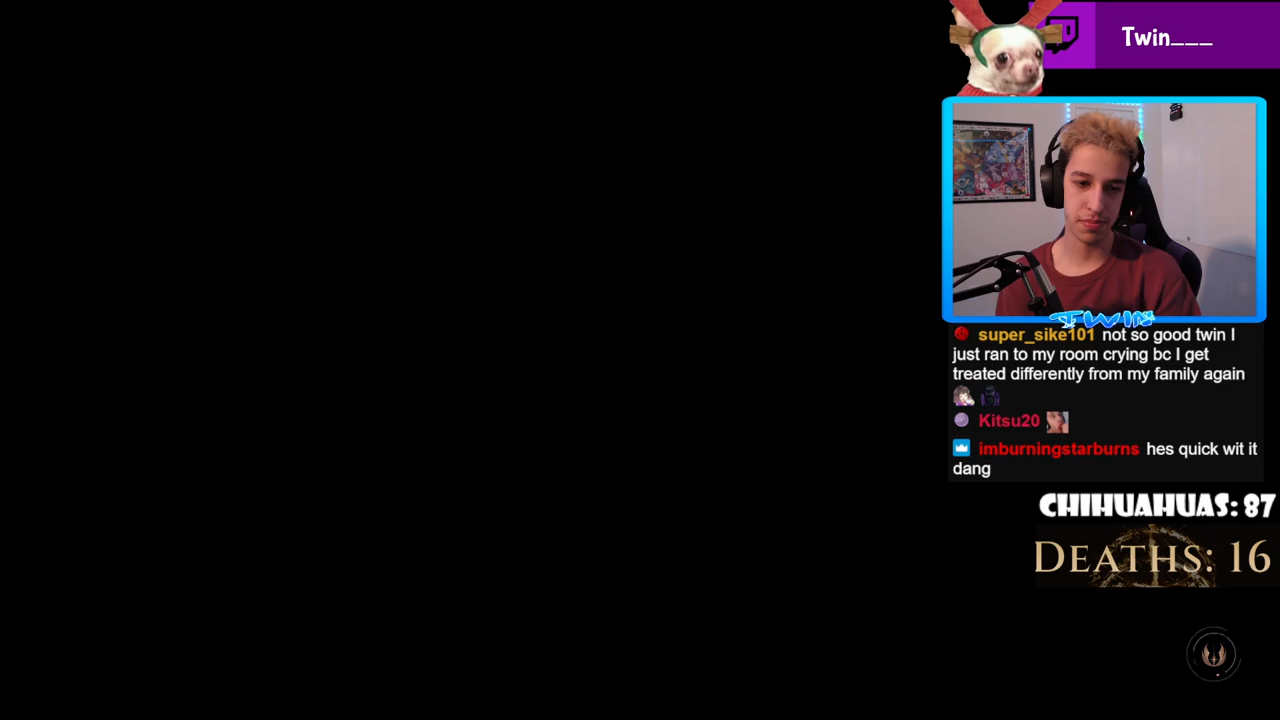 Twin___
TWIN
super_sike101 not so good twin I
just ran to my room crying bc I get
treated differently from my family again
Kitsu20
imburningstarburns hes quick wit it
dang
CHIHUAHUAS: 87
DEATHS: 16